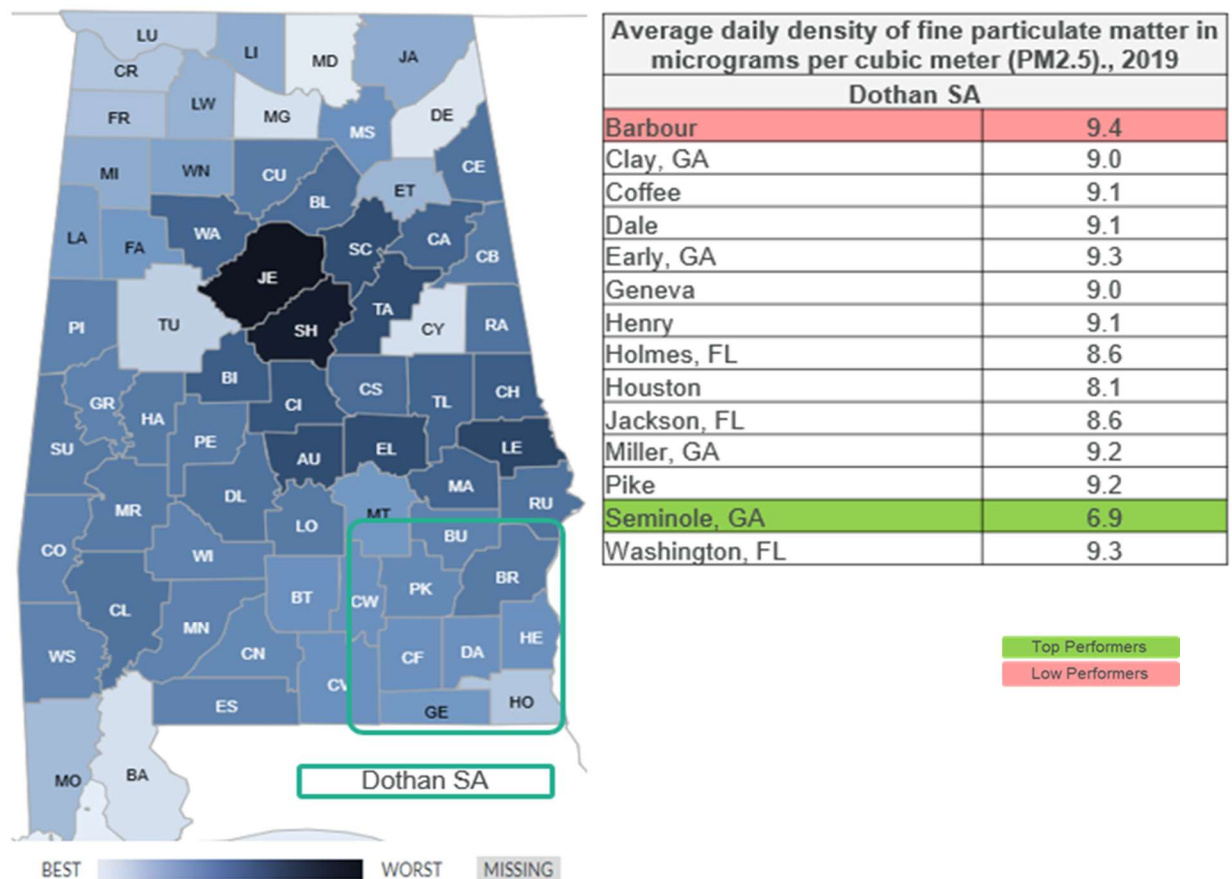 LU
LI
MD
JA
CR
LW
MG
DE
FR
MS
MI
WN
CU
CE
BL
ET
LA
FA
WA
SC
CA
CB
JE
TA
PI
TU
SH
CY
RA
BI
CS
CH
GR
HA
CI
TL
SU
PE
AU
EL
LE
MR
DL
MA
LO
MT
RU
CO
WI
BU
CL
BT
CW
PK
BR
MN
WS
CN
CF
DA
HE
CV
ES
GE
HO
MO
BA
Dothan SA
BEST
WORST
MISSING
Average daily density of fine particulate matter in
micrograms per cubic meter (PM2.5)., 2019
Dothan SA
Barbour 9.4
Clay, GA 9.0
Coffee 9.1
Dale 9.1
Early, GA 9.3
Geneva 9.0
Henry 9.1
Holmes, FL 8.6
Houston 8.1
Jackson, FL 8.6
Miller, GA 9.2
Pike 9.2
Seminole, GA 6.9
Washington, FL 9.3
Top Performers
Low Performers